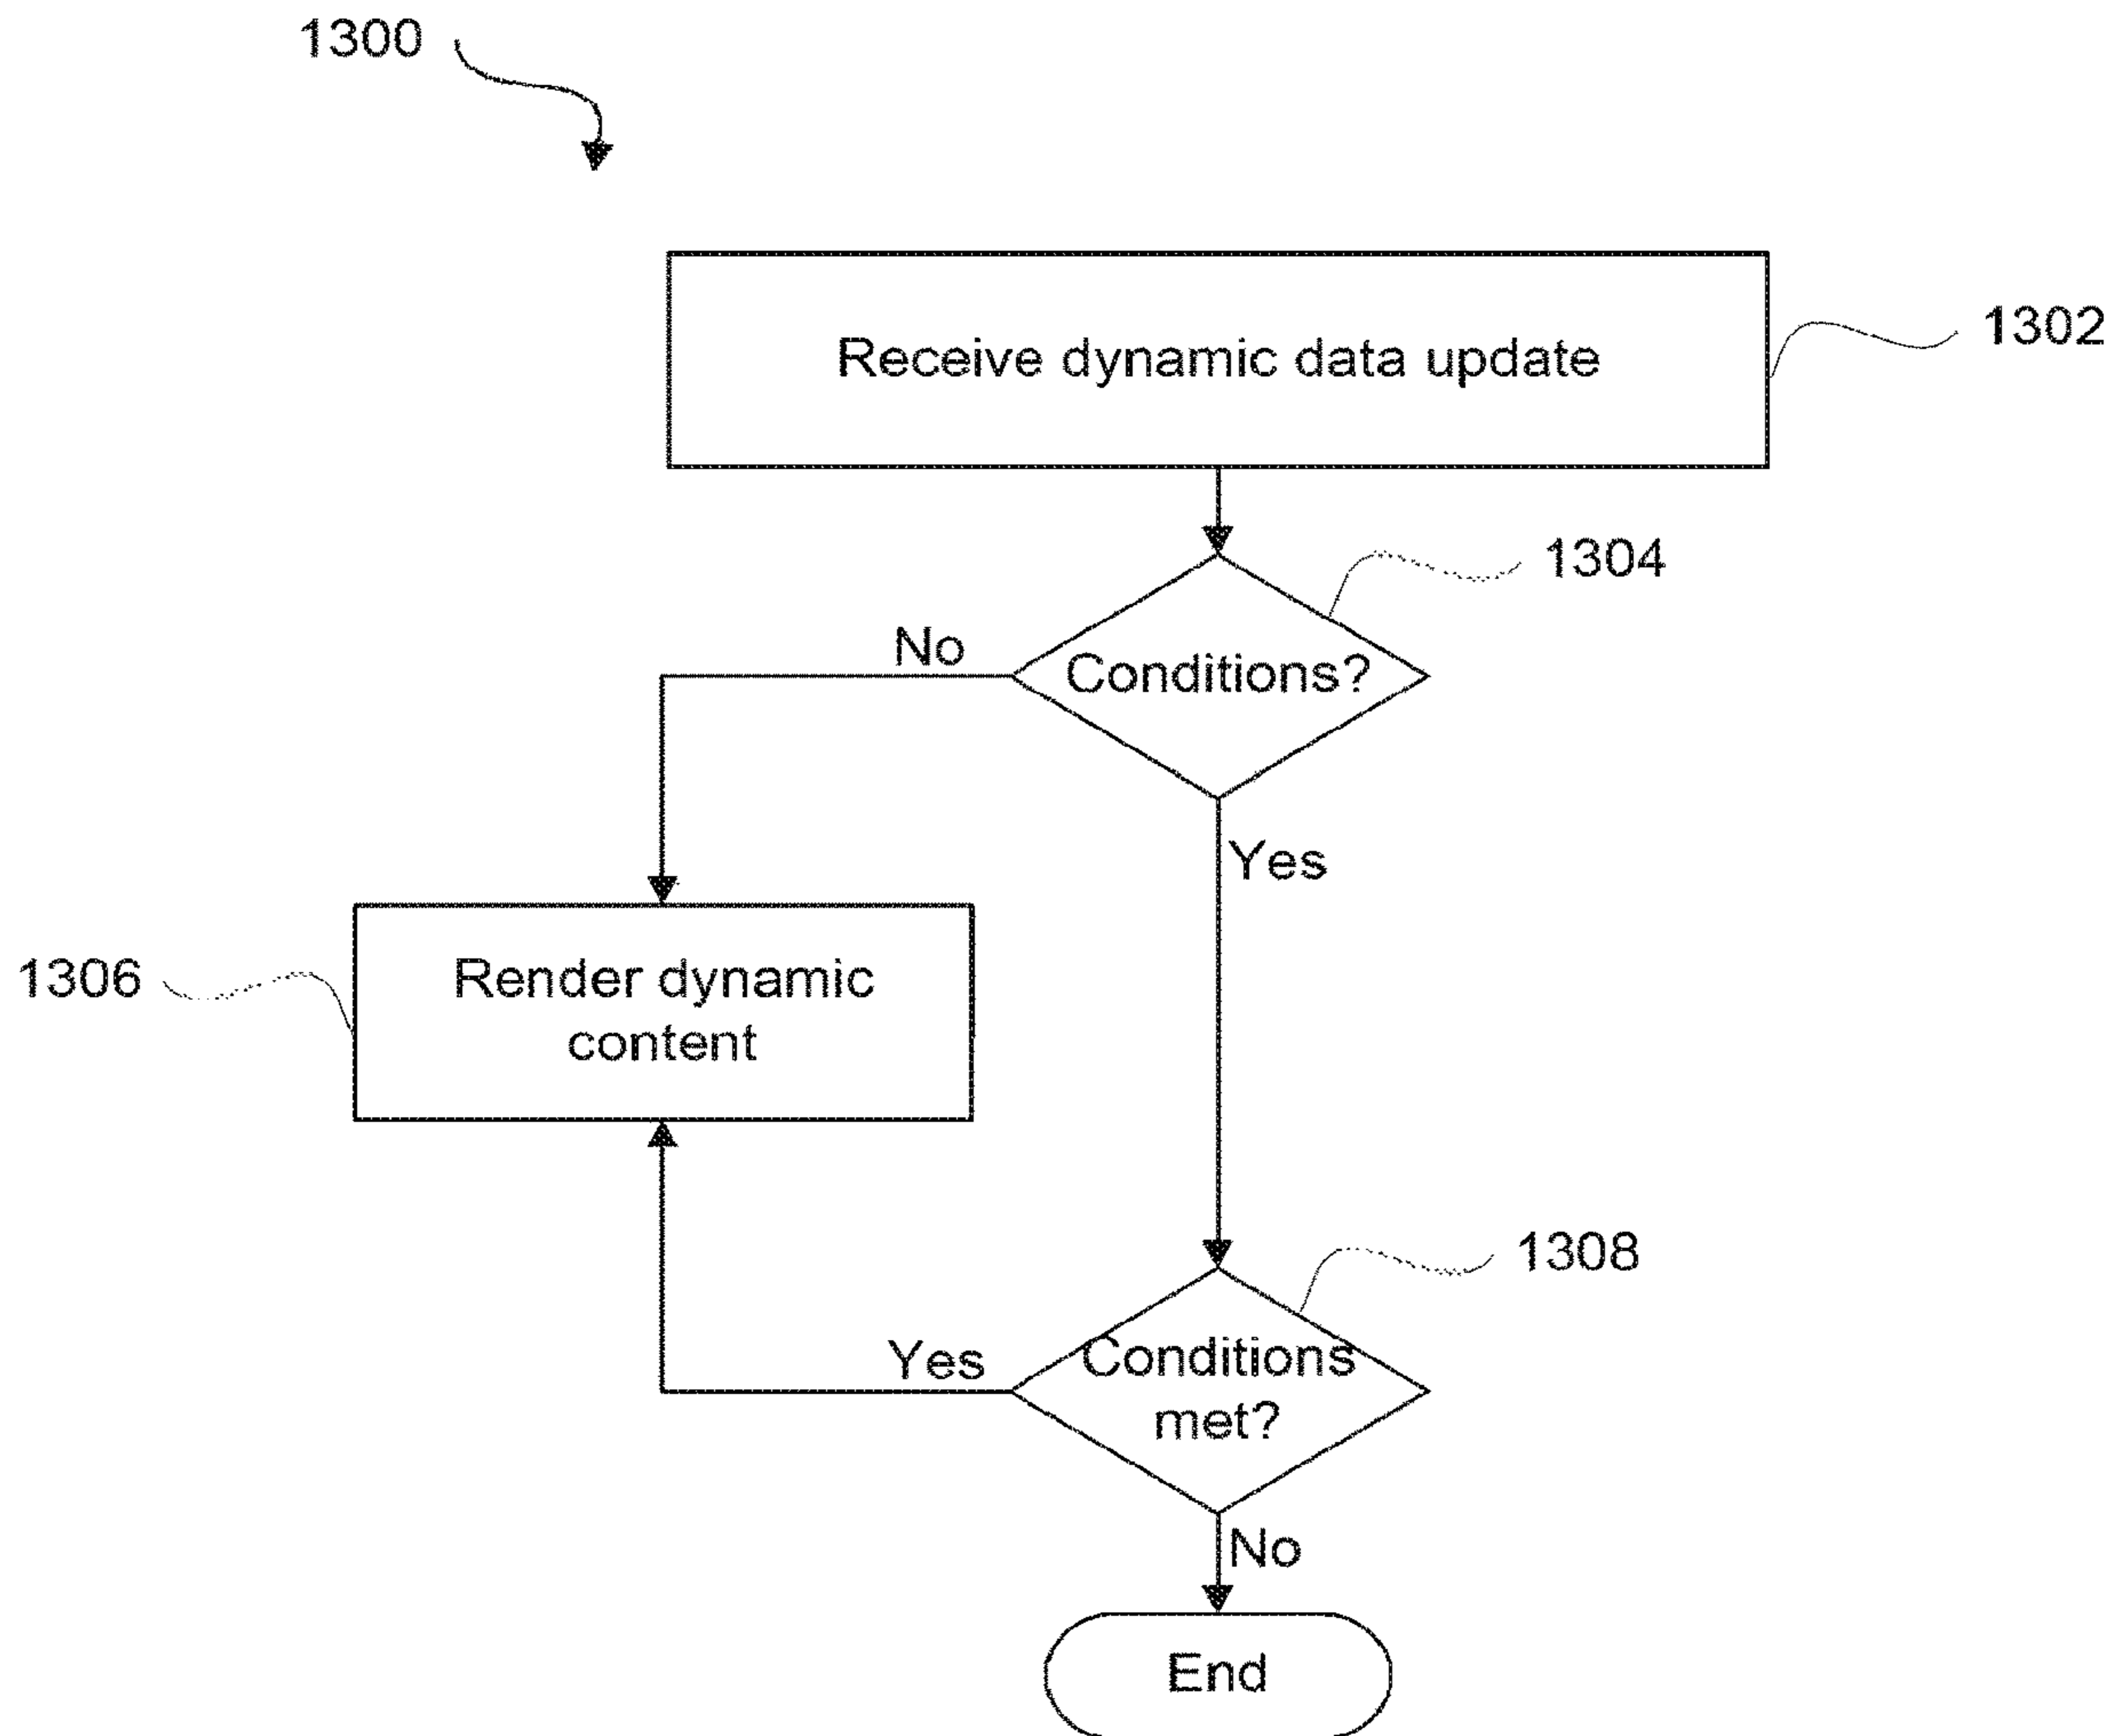 1300
Receive dynamic data update
1302
1304
No
Conditions?
Yes
1306
Render dynamic
content
1308
Yes
Conditions
met?
No
End